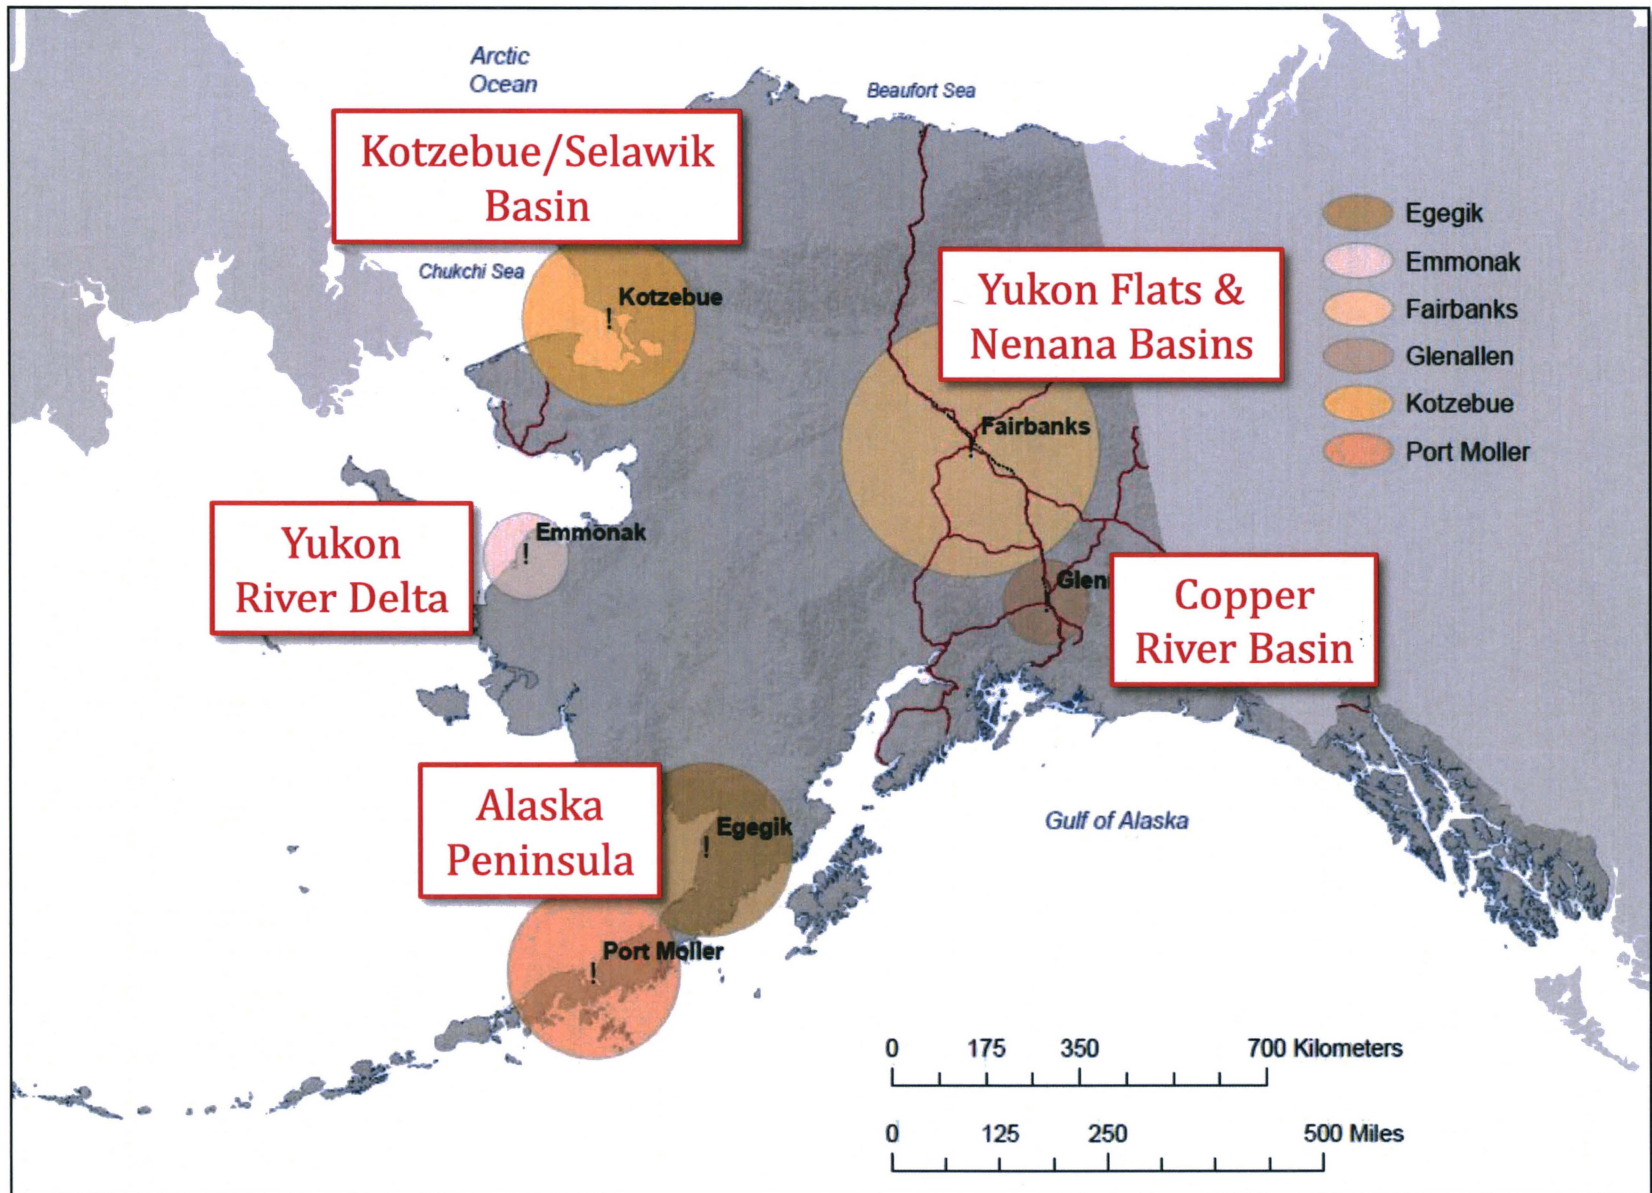 Arctic
Ocean
Beaufort Sea
Kotzebue/Selawik
Basin
Chukchi Sea
Kotzebue
Yukon Flats &
Nenana Basins
Fairbanks
Egegik
Emmonak
Fairbanks
Glenallen
Kotzebue
Port Moller
Yukon
River Delta
Emmonak
Copper
River Basin
Alaska
Peninsula
Egegik
Gulf of Alaska
Port Moller
0 175 350 700 Kilometers
0 125 250 500 Miles